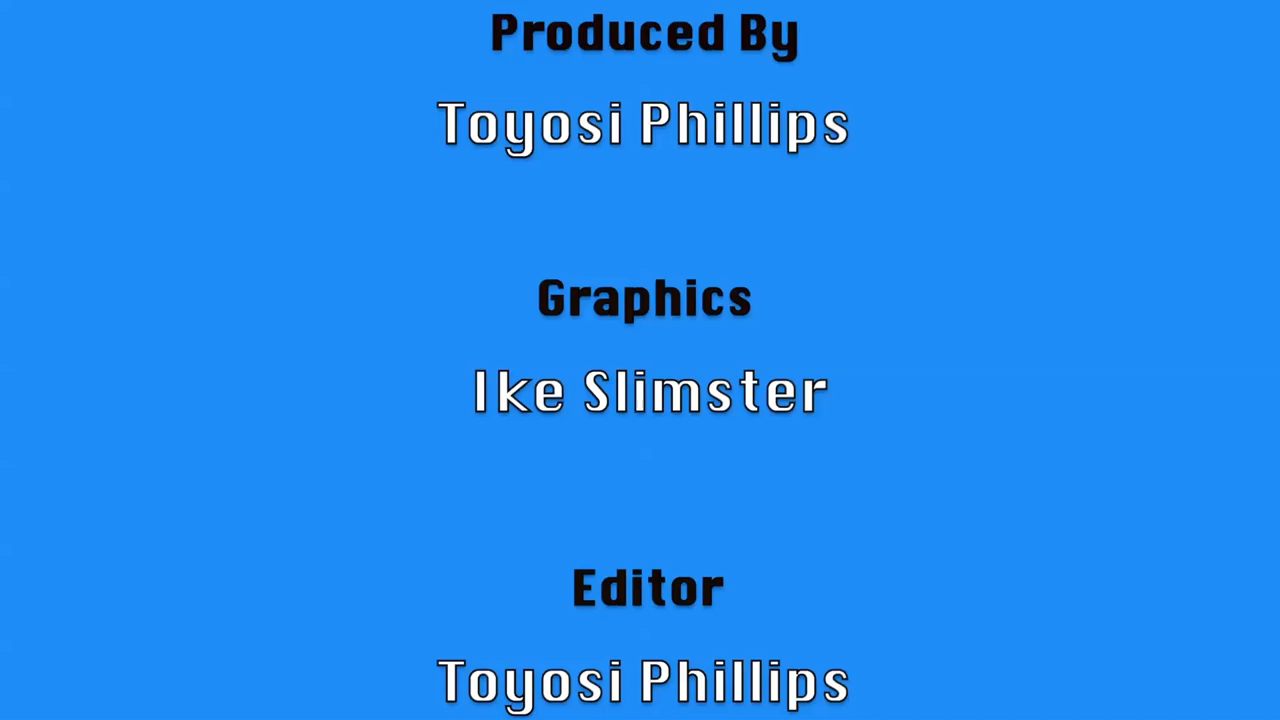 Produced By
Toyosi Phillips
Graphics
Ike Slimster
Editor
Toyosi Phillips